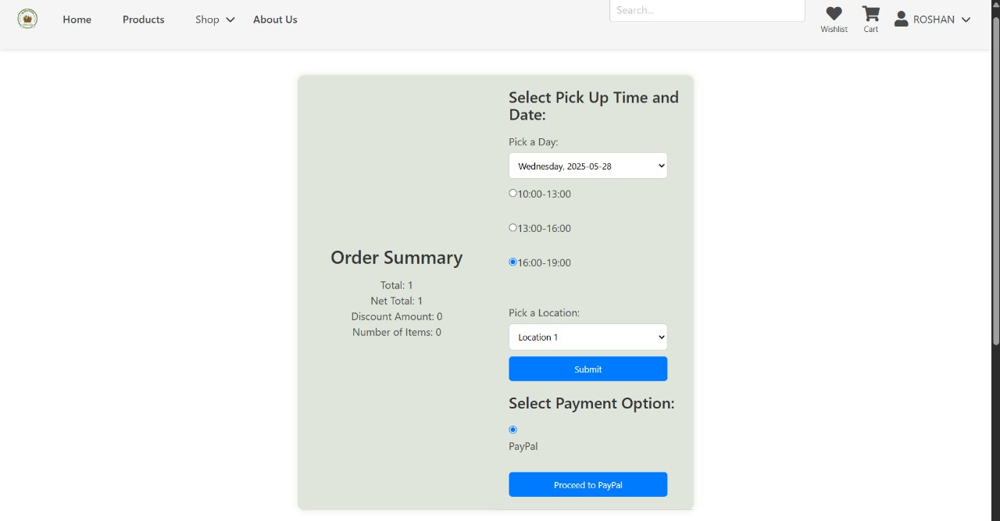 Home
Products
Shop
About Us
Search...
Wishlist
Cart
ROSHAN
Order Summary
Total: 1
Net Total: 1
Discount Amount: 0
Number of Items: 0
Select Pick Up Time and
Date:
Pick a Day:
Wednesday, 2025-05-28
10:00-13:00
13:00-16:00
16:00-19:00
Pick a Location:
Location 1
Submit
Select Payment Option:
PayPal
Proceed to PayPal